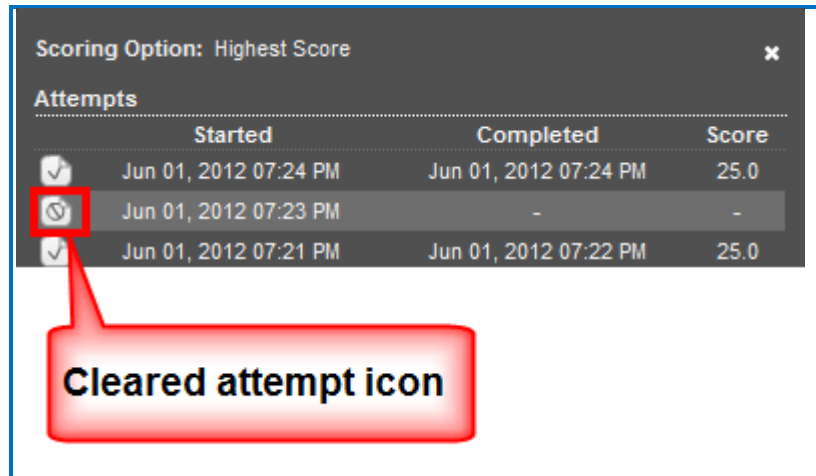 Scoring Option: Highest Score
Attempts
Started Completed Score
Jun 01, 2012 07:24 PM Jun 01, 2012 07:24 PM 25.0
Jun 01, 2012 07:23 PM - -
Jun 01, 2012 07:21 PM Jun 01, 2012 07:22 PM 25.0
Cleared attempt icon